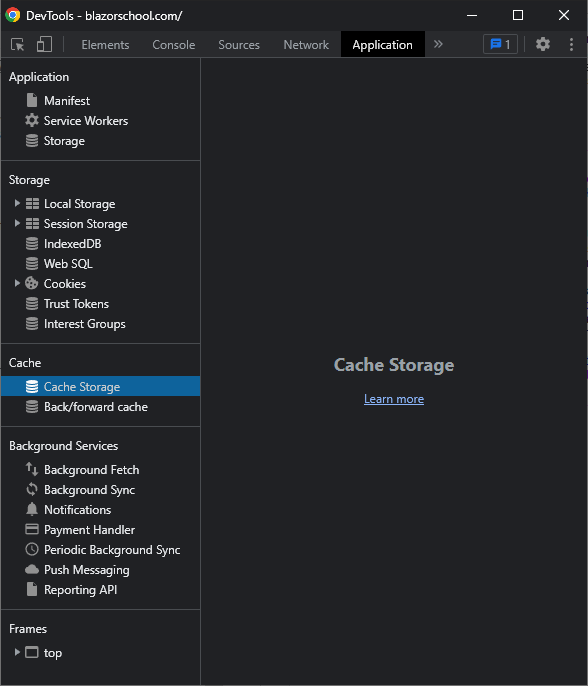 DevTools - blazorschool.com/
Elements Console Sources Network Application » 1
Application
Manifest
Service Workers
Storage
Storage
Local Storage
Session Storage
IndexedDB
Web SQL
Cookies
Trust Tokens
Interest Groups
Cache
Cache Storage
Back/forward cache
Background Services
Background Fetch
Background Sync
Notifications
Payment Handler
Periodic Background Sync
Push Messaging
Reporting API
Frames
top
Cache Storage
Learn more